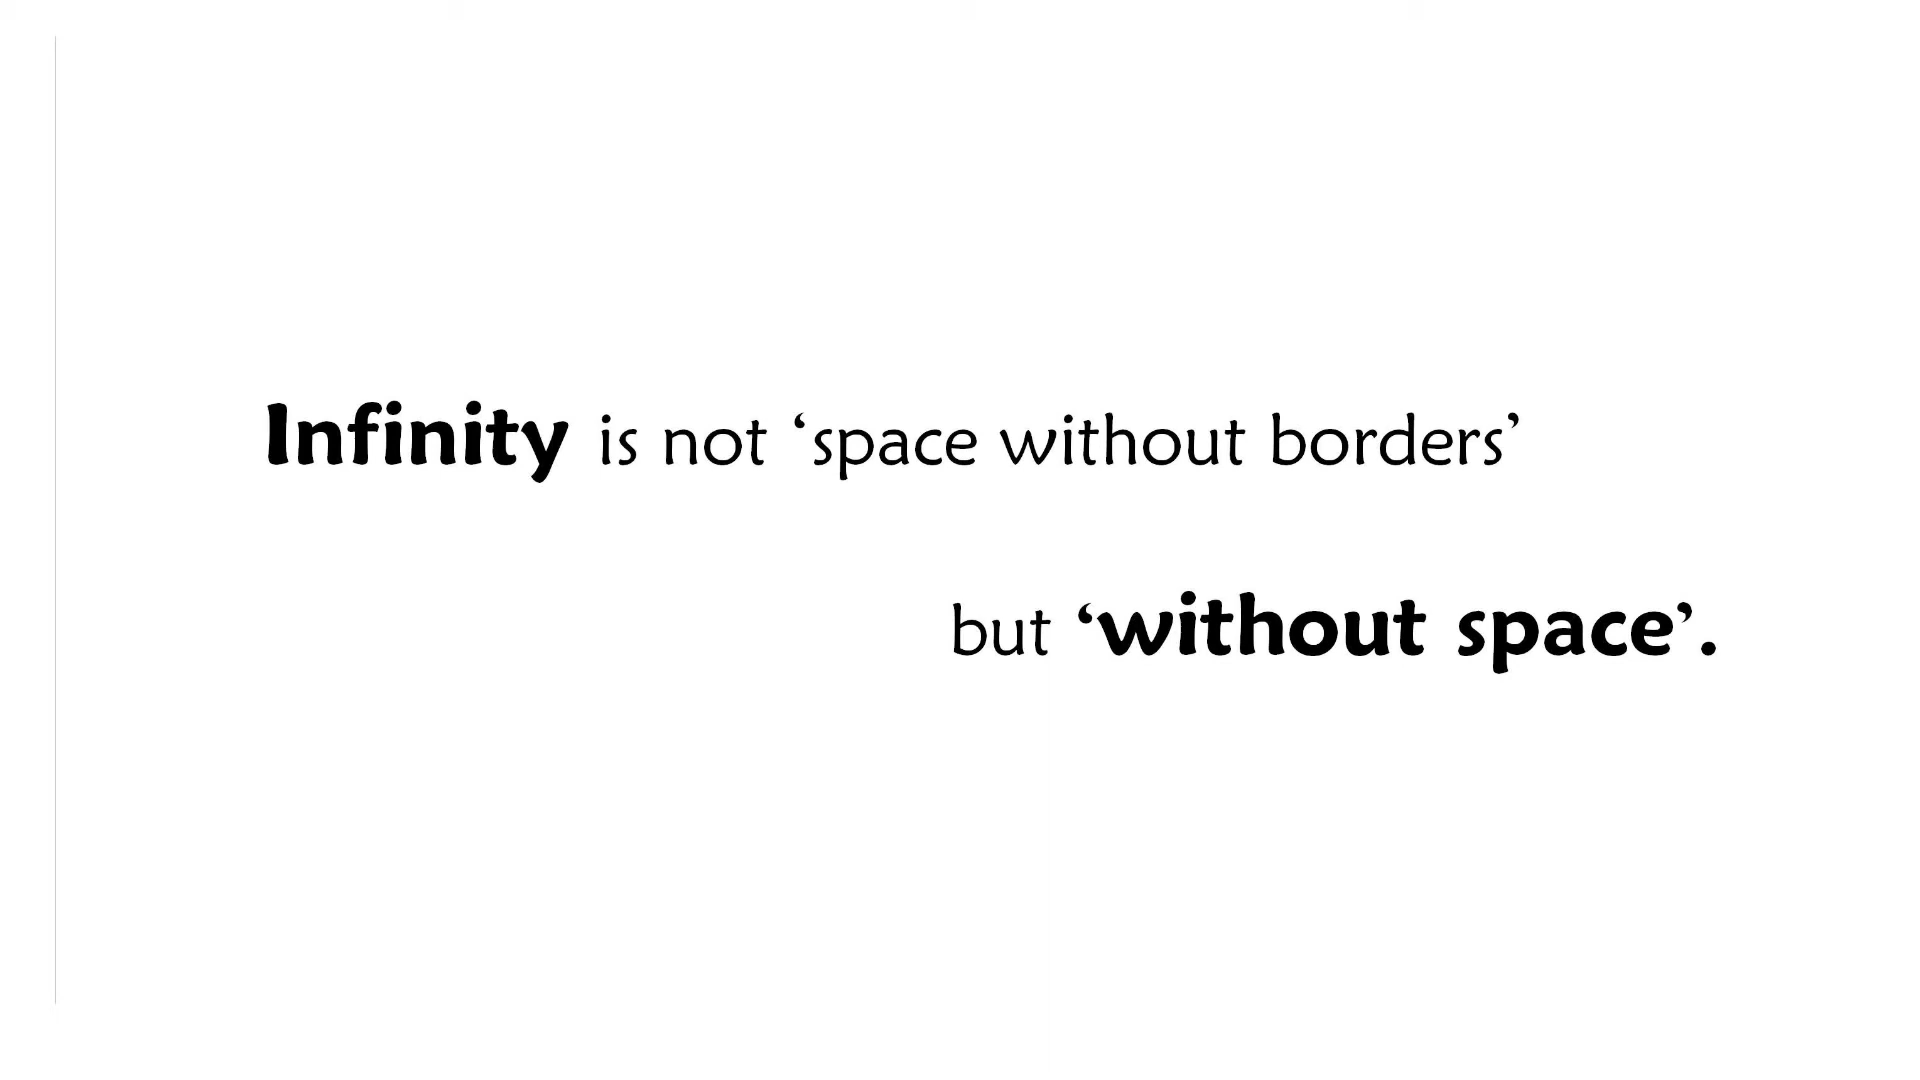 Infinity is not ‘space without borders’
but ‘without space’.